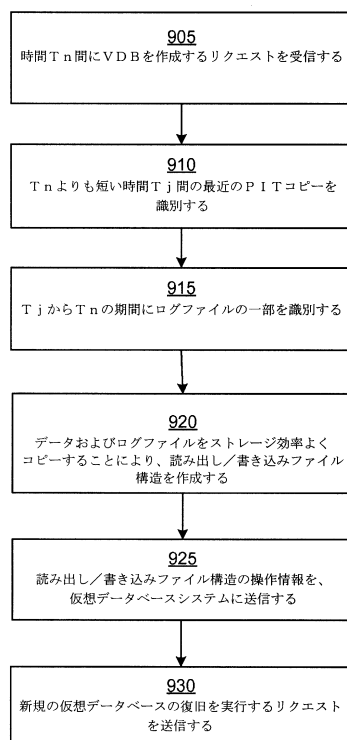 905
時間Tn間にVDBを作成するリクエストを受信する
910
Tnよりも短い時間Tj間の最近のPITコピーを
識別する
915
TjからTnの期間にログファイルの一部を識別する
920
データおよびログファイルをストレージ効率よく
コピーすることにより、読み出し/書き込みファイル
構造を作成する
925
読み出し/書き込みファイル構造の操作情報を、
仮想データベースシステムに送信する
930
新規の仮想データベースの復旧を実行するリクエスト
を送信する